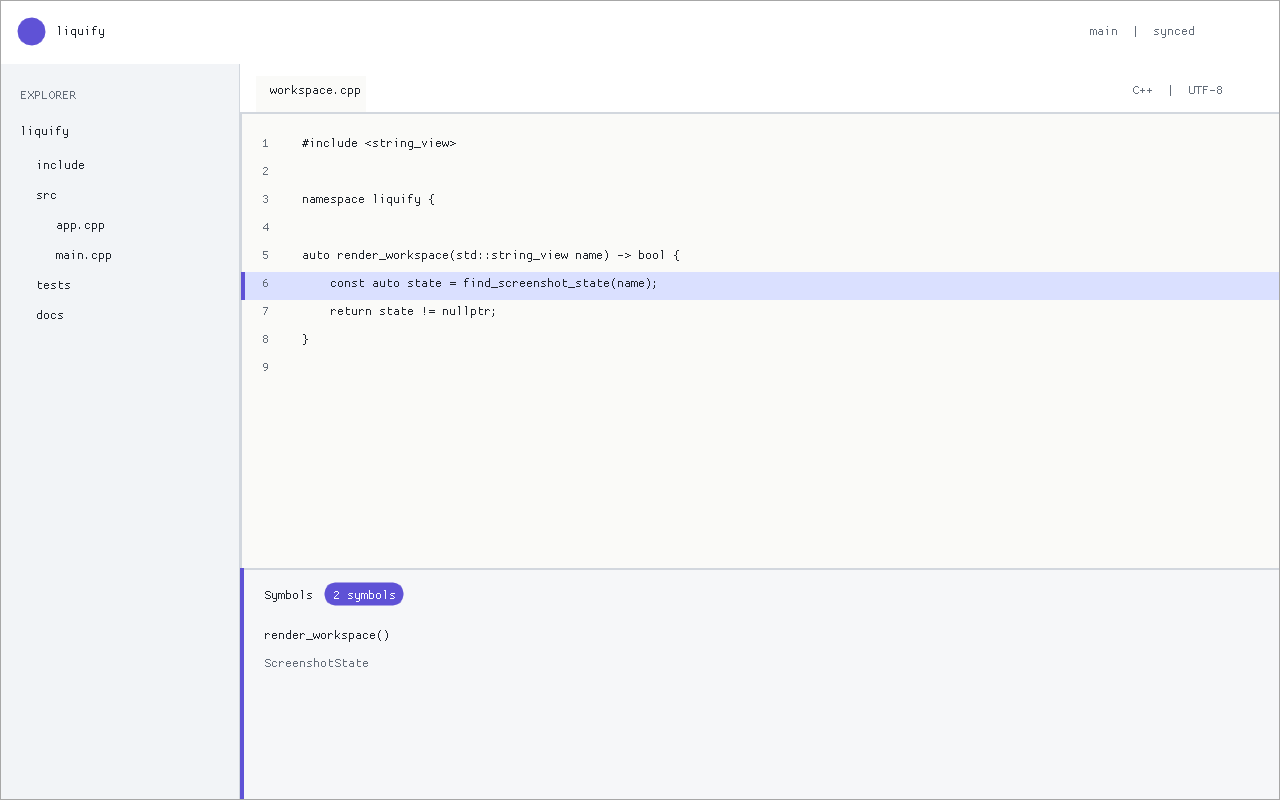 liquify
main | synced
EXPLORER
liquify
include
src
app.cpp
main.cpp
tests
docs
workspace.cpp
C++ | UTF-8
1 #include <string_view>
2
3 namespace liquify {
4
5 auto render_workspace(std::string_view name) -> bool {
6     const auto state = find_screenshot_state(name);
7     return state != nullptr;
8 }
9
Symbols 2 symbols
render_workspace()
ScreenshotState